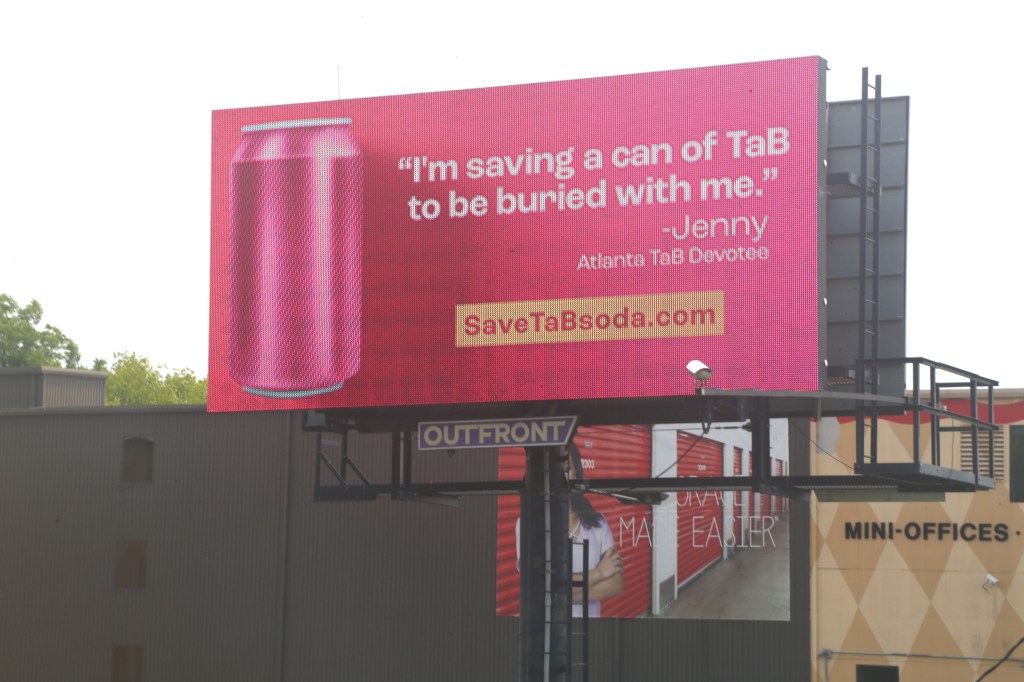 “I'm saving a can of TaB
to be buried with me.”
-Jenny
Atlanta TaB Devotee
SaveTaBsoda.com
OUTFRONT
EASIER
MINI-OFFICES ·